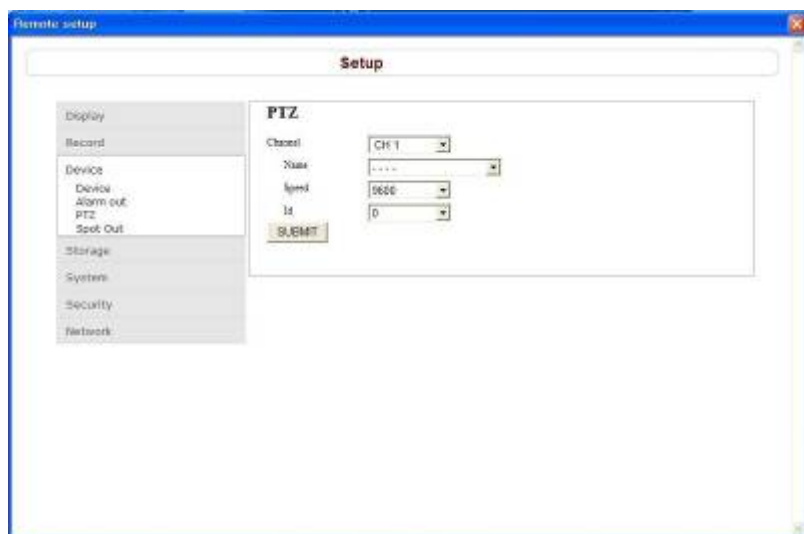 Remote setup
Setup
Display
Record
Device
Device
Alarm out
PTZ
Spot Out
Storage
System
Security
Network
PTZ
Channel CH 1
Name ----
Speed 9600
Id 0
SUBMIT